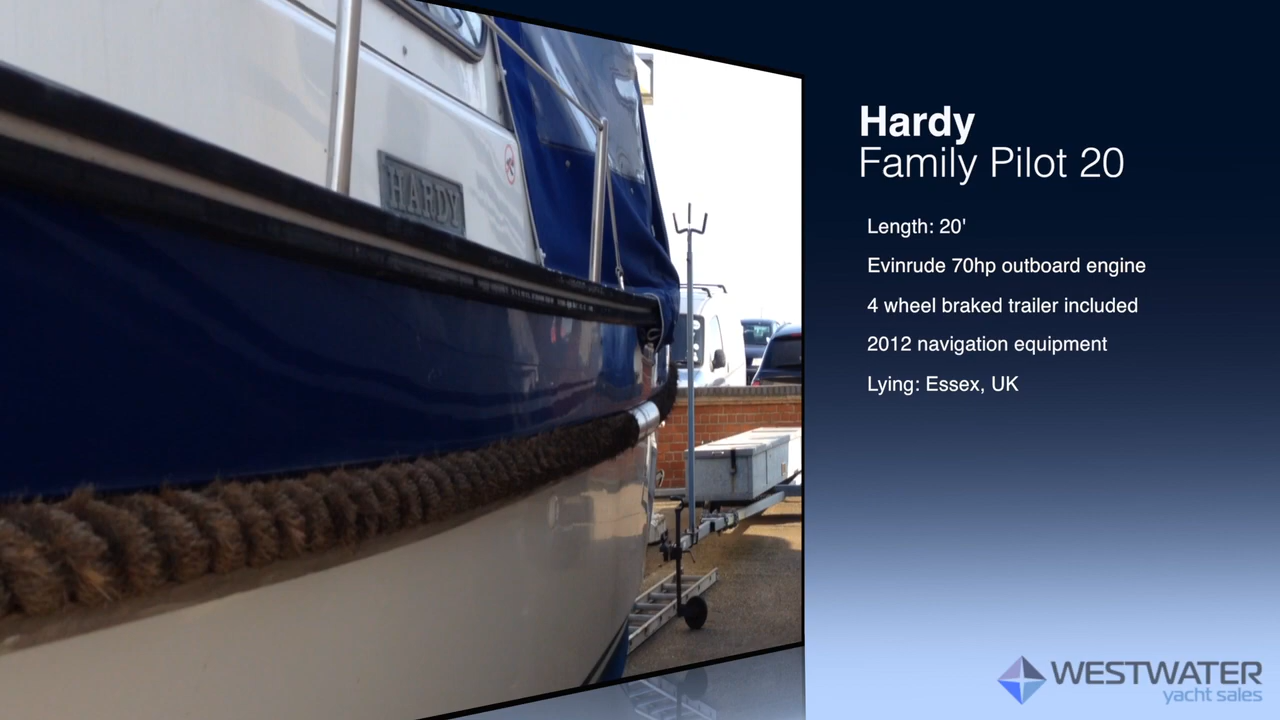 HARDY
Hardy
Family Pilot 20
Length: 20'
Evinrude 70hp outboard engine
4 wheel braked trailer included
2012 navigation equipment
Lying: Essex, UK
WESTWATER
yacht sales